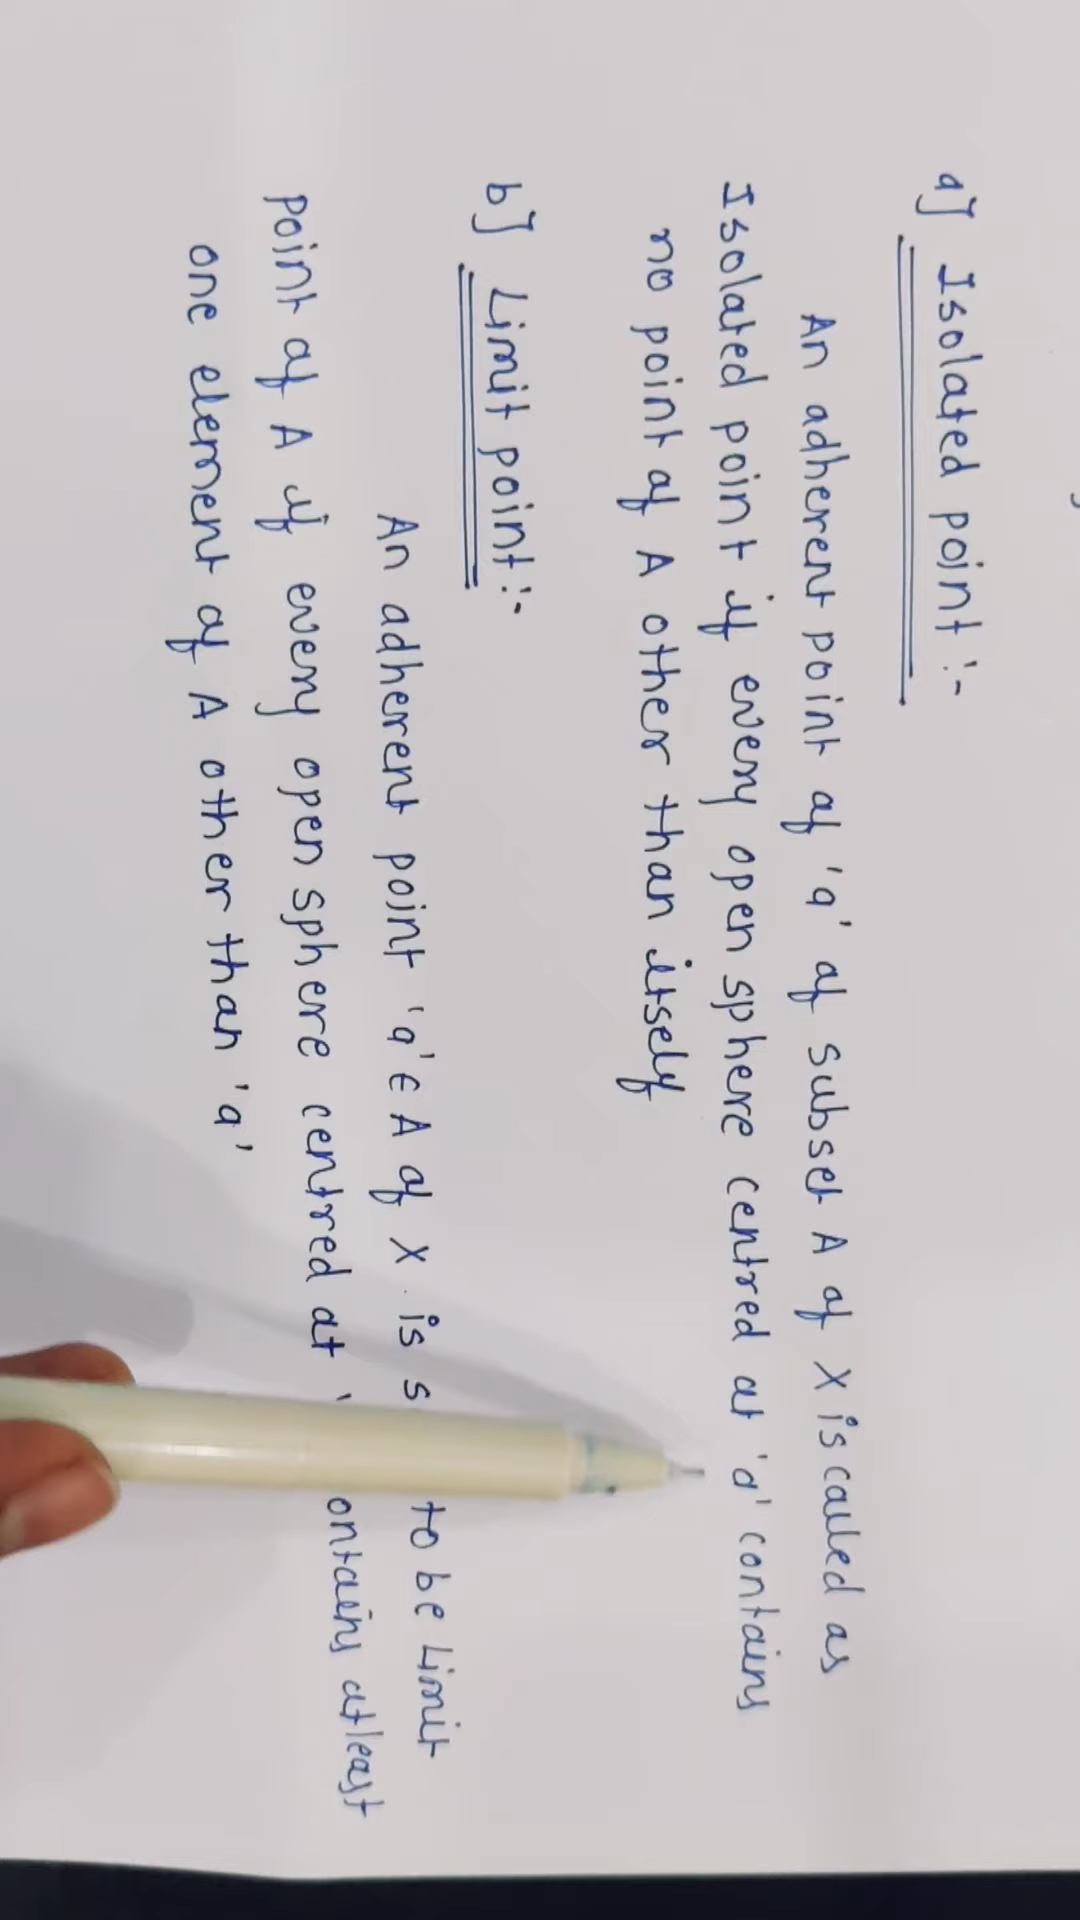 a] Isolated point :-
An adherent point of 'a' of subset A of X is called as
Isolated point if every open sphere centred at 'a' contains
no point of A other than itself
b] Limit point :-
An adherent point 'a' ∈ A of X is s to be Limit
point of A if every open sphere centred at ' ontains atleast
one element of A other than 'a'